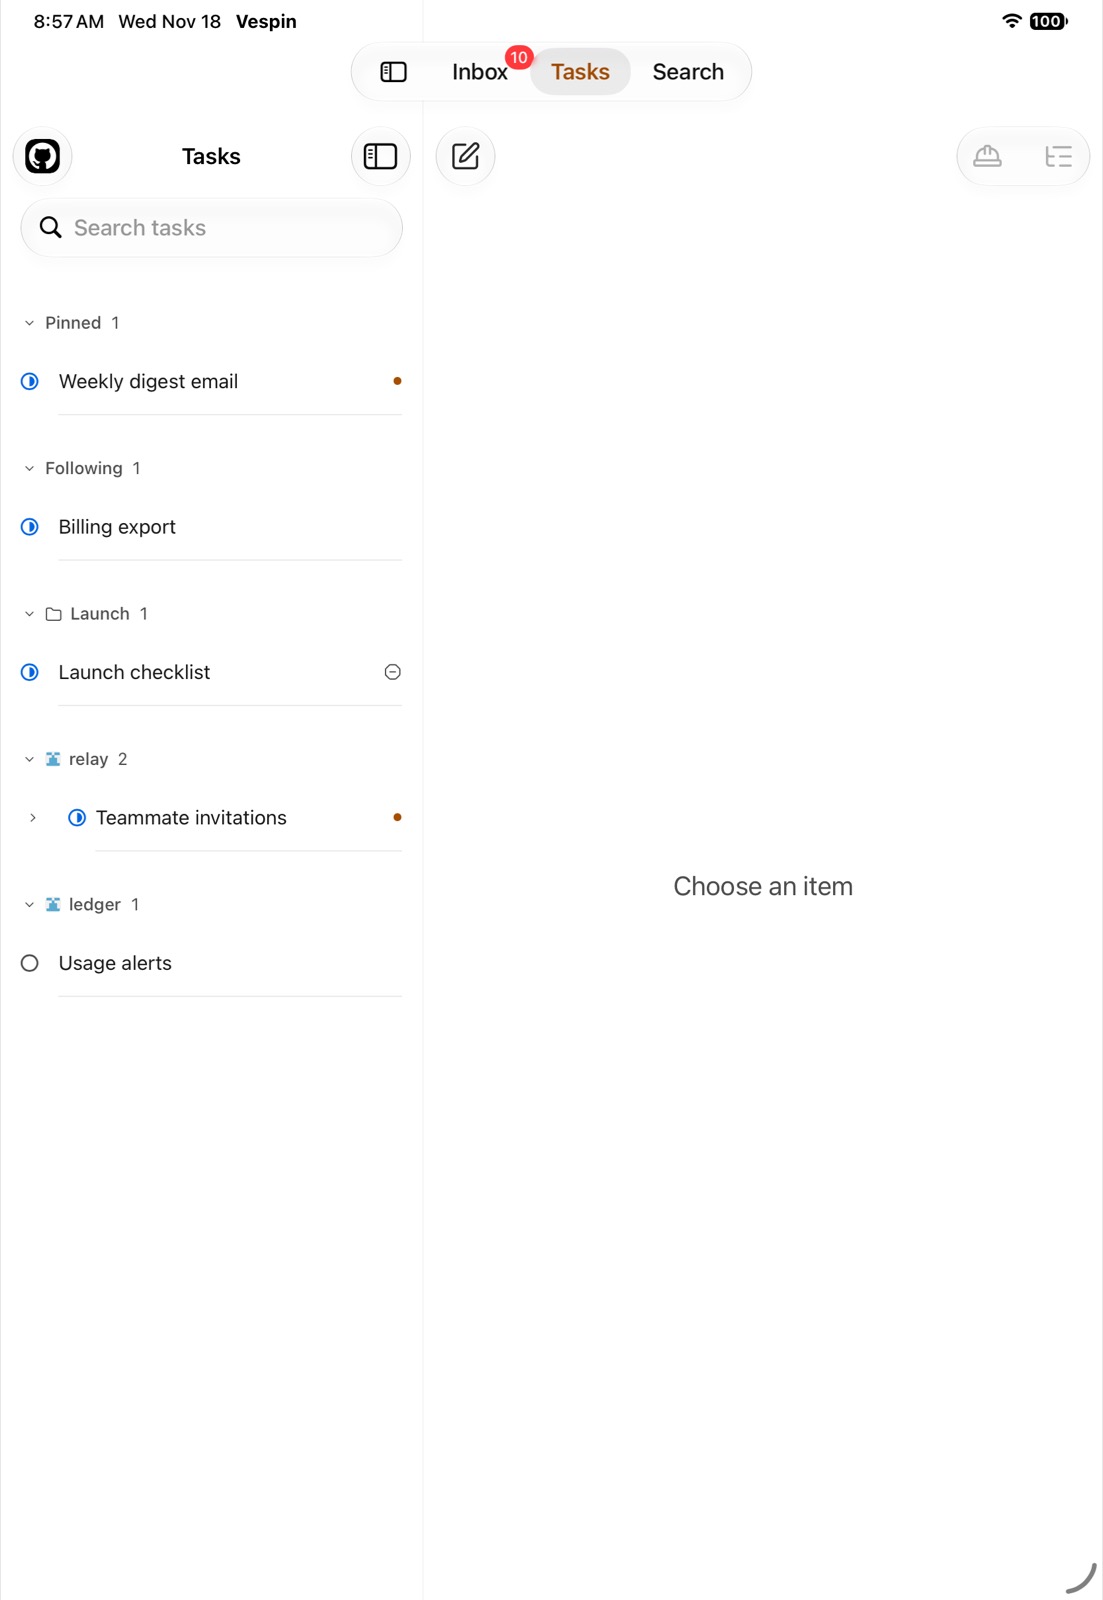 8:57 AM Wed Nov 18 Vespin
100
Inbox 10 Tasks Search
Tasks
Search tasks
Pinned 1
Weekly digest email
Following 1
Billing export
Launch 1
Launch checklist
relay 2
Teammate invitations
ledger 1
Usage alerts
Choose an item